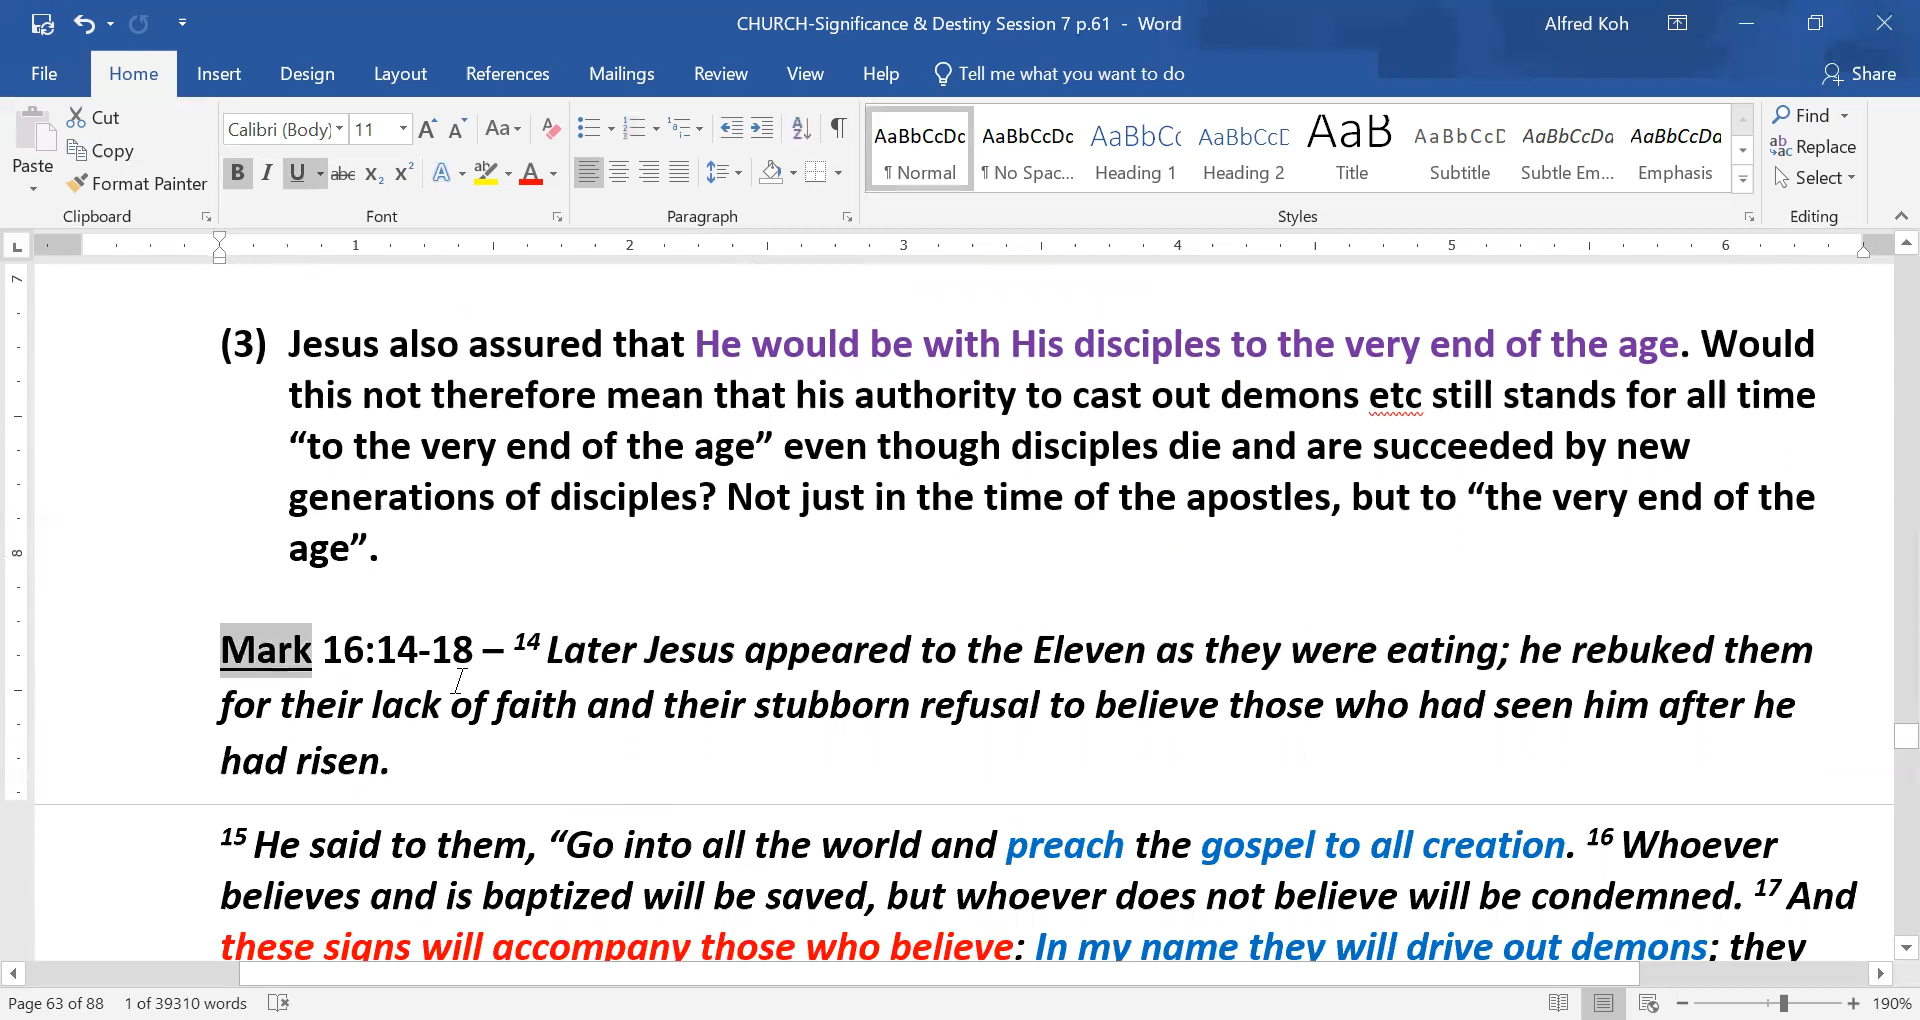 CHURCH-Significance & Destiny Session 7 p.61 - Word
Alfred Koh
File Home Insert Design Layout References Mailings Review View Help Tell me what you want to do
Share
Paste
Cut
Copy
Format Painter
Clipboard
Calibri (Body) 11
Font
Paragraph
AaBbCcDc AaBbCcDc AaBbCc AaBbCcD AaB AaBbCcD AaBbCcDa AaBbCcDa
¶ Normal ¶ No Spac... Heading 1 Heading 2 Title Subtitle Subtle Em... Emphasis
Styles
Find
Replace
Select
Editing
1 2 3 4 5 6
7
8
(3) Jesus also assured that He would be with His disciples to the very end of the age. Would
this not therefore mean that his authority to cast out demons etc still stands for all time
“to the very end of the age” even though disciples die and are succeeded by new
generations of disciples? Not just in the time of the apostles, but to “the very end of the
age”.
Mark 16:14-18 – 14 Later Jesus appeared to the Eleven as they were eating; he rebuked them
for their lack of faith and their stubborn refusal to believe those who had seen him after he
had risen.
15 He said to them, “Go into all the world and preach the gospel to all creation. 16 Whoever
believes and is baptized will be saved, but whoever does not believe will be condemned. 17 And
these signs will accompany those who believe: In my name they will drive out demons; they
Page 63 of 88 1 of 39310 words
190%